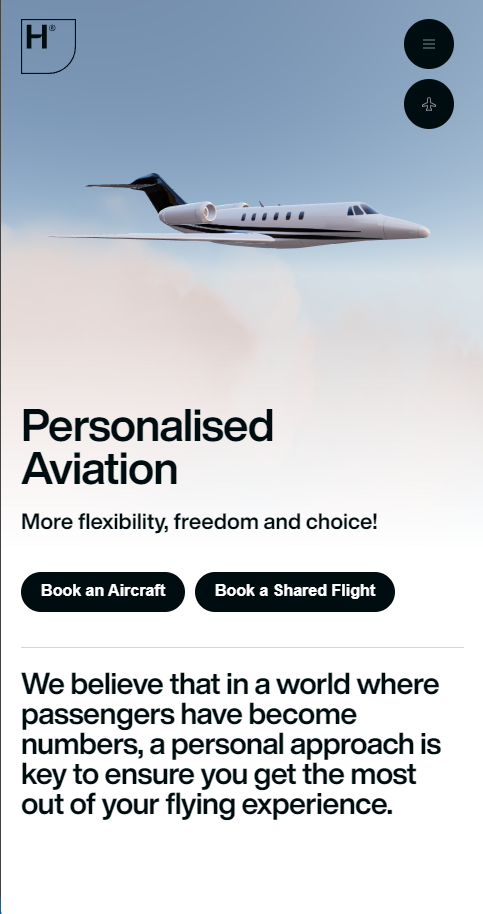 H®
Personalised
Aviation
More flexibility, freedom and choice!
Book an Aircraft
Book a Shared Flight
We believe that in a world where
passengers have become
numbers, a personal approach is
key to ensure you get the most
out of your flying experience.